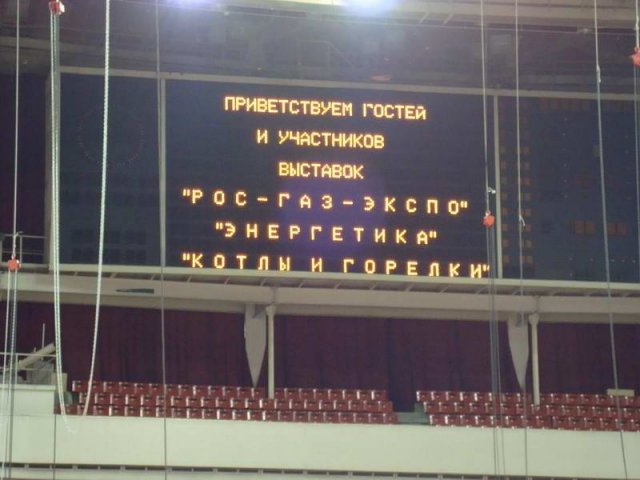 ПРИВЕТСТВУЕМ ГОСТЕЙ
И УЧАСТНИКОВ
ВЫСТАВОК
"РОС-ГАЗ-ЭКСПО"
"ЭНЕРГЕТИКА"
"КОТЛЫ И ГОРЕЛКИ"